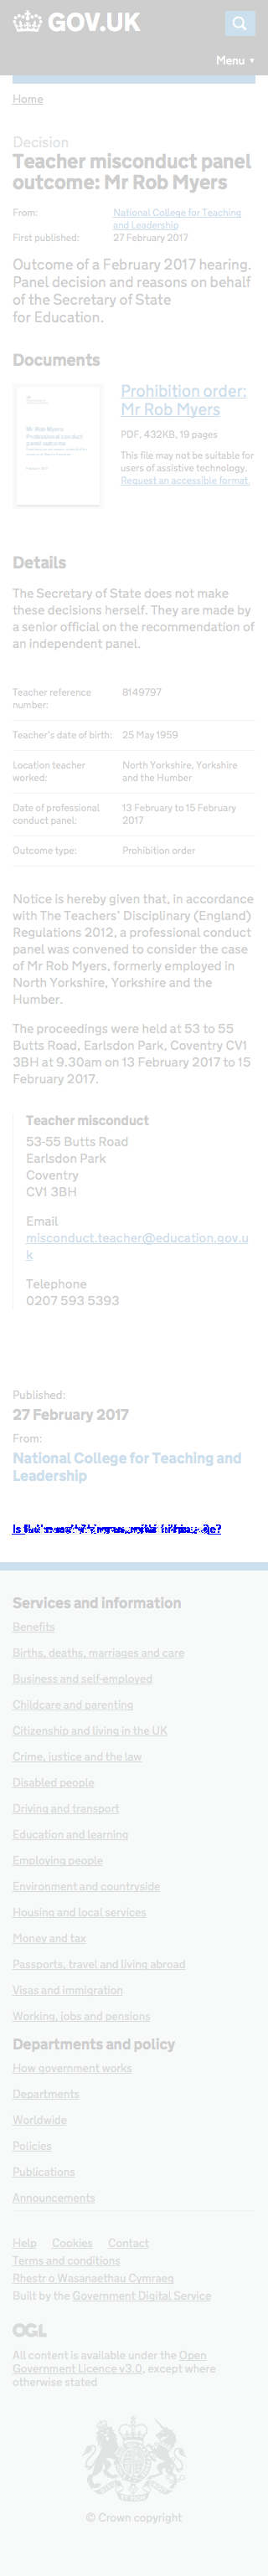 GOV.UK
Menu ▼
Home
Decision
Teacher misconduct panel
outcome: Mr Rob Myers
From: National College for Teaching
and Leadership
First published: 27 February 2017
Outcome of a February 2017 hearing.
Panel decision and reasons on behalf
of the Secretary of State
for Education.
Documents
Mr Rob Myers
Professional conduct
panel outcome
Prohibition order:
Mr Rob Myers
PDF, 432KB, 19 pages
This file may not be suitable for
users of assistive technology.
Request an accessible format.
Details
The Secretary of State does not make
these decisions herself. They are made by
a senior official on the recommendation of
an independent panel.
Teacher reference 8149797
number:
Teacher's date of birth: 25 May 1959
Location teacher North Yorkshire, Yorkshire
worked: and the Humber
Date of professional 13 February to 15 February
conduct panel: 2017
Outcome type: Prohibition order
Notice is hereby given that, in accordance
with The Teachers' Disciplinary (England)
Regulations 2012, a professional conduct
panel was convened to consider the case
of Mr Rob Myers, formerly employed in
North Yorkshire, Yorkshire and the
Humber.
The proceedings were held at 53 to 55
Butts Road, Earlsdon Park, Coventry CV1
3BH at 9.30am on 13 February 2017 to 15
February 2017.
Teacher misconduct
53-55 Butts Road
Earlsdon Park
Coventry
CV1 3BH
Email
misconduct.teacher@education.gov.u
k
Telephone
0207 593 5393
Published:
27 February 2017
From:
National College for Teaching and
Leadership
Services and information
Benefits
Births, deaths, marriages and care
Business and self-employed
Childcare and parenting
Citizenship and living in the UK
Crime, justice and the law
Disabled people
Driving and transport
Education and learning
Employing people
Environment and countryside
Housing and local services
Money and tax
Passports, travel and living abroad
Visas and immigration
Working, jobs and pensions
Departments and policy
How government works
Departments
Worldwide
Policies
Publications
Announcements
Help Cookies Contact
Terms and conditions
Rhestr o Wasanaethau Cymraeg
Built by the Government Digital Service
OGL
All content is available under the Open
Government Licence v3.0, except where
otherwise stated
© Crown copyright